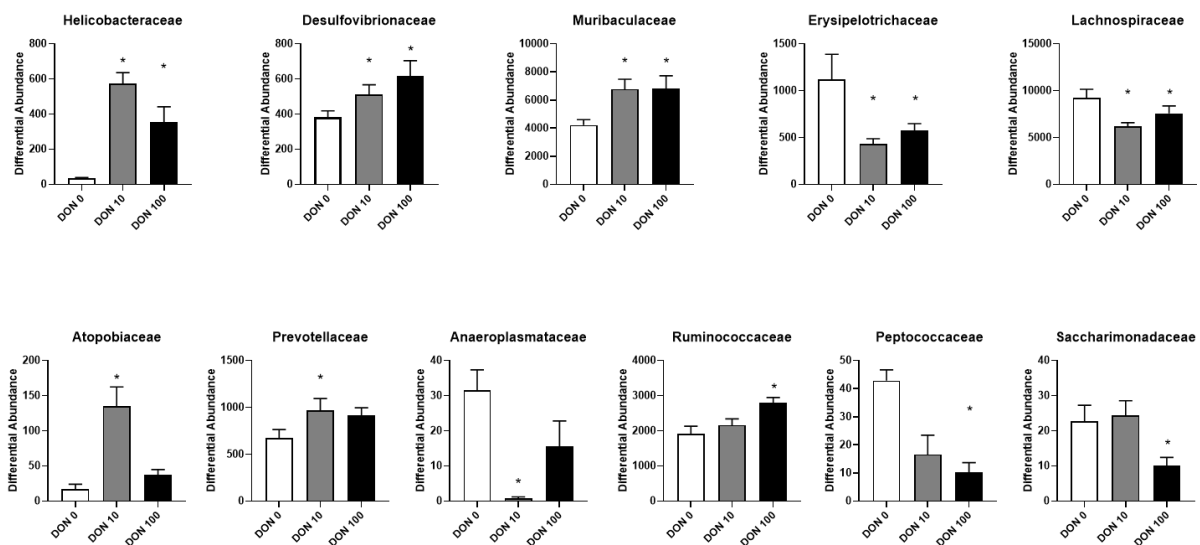 Helicobacteraceae
Desulfovibrionaceae
Muribaculaceae
Erysipelotrichaceae
Lachnospiraceae
Differential Abundance
800
600
400
200
0
*
*
DON 0
DON 10
DON 100
Differential Abundance
800
600
400
200
0
*
*
DON 0
DON 10
DON 100
Differential Abundance
10000
8000
6000
4000
2000
0
*
*
DON 0
DON 10
DON 100
Differential Abundance
1500
1000
500
0
*
*
DON 0
DON 10
DON 100
Differential Abundance
15000
10000
5000
0
*
*
DON 0
DON 10
DON 100
Atopobiaceae
Prevotellaceae
Anaeroplasmataceae
Ruminococcaceae
Peptococcaceae
Saccharimonadaceae
Differential Abundance
200
150
100
50
0
*
DON 0
DON 10
DON 100
Differential Abundance
1500
1000
500
0
*
DON 0
DON 10
DON 100
Differential Abundance
40
30
20
10
0
*
DON 0
DON 10
DON 100
Differential Abundance
4000
3000
2000
1000
0
*
DON 0
DON 10
DON 100
Differential Abundance
50
40
30
20
10
0
*
DON 0
DON 10
DON 100
Differential Abundance
40
30
20
10
0
*
DON 0
DON 10
DON 100